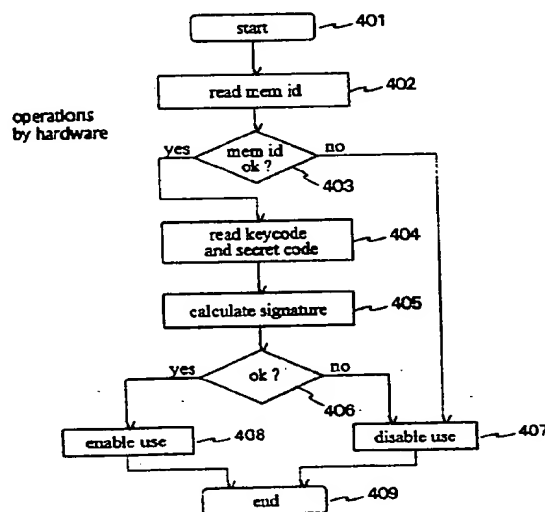 start
401
read mem id
402
operations
by hardware
yes
mem id
ok ?
no
403
read keycode
and secret code
404
calculate signature
405
yes
ok ?
no
406
enable use
408
disable use
407
end
409